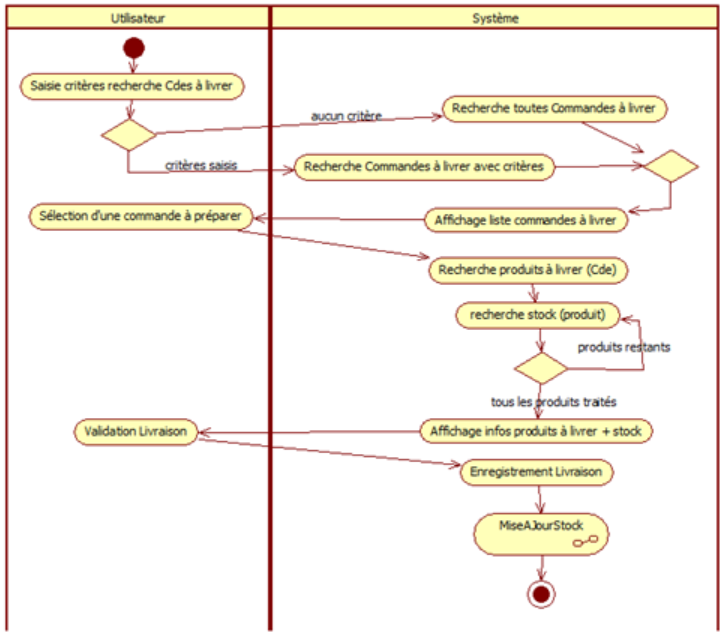 Utilisateur
Système
Saisie critères recherche Cdes à livrer
aucun critère
Recherche toutes Commandes à livrer
critères saisis
Recherche Commandes à livrer avec critères
Sélection d'une commande à préparer
Affichage liste commandes à livrer
Recherche produits à livrer (Cde)
recherche stock (produit)
produits restants
tous les produits traités
Validation Livraison
Affichage infos produits à livrer + stock
Enregistrement Livraison
MiseAJourStock